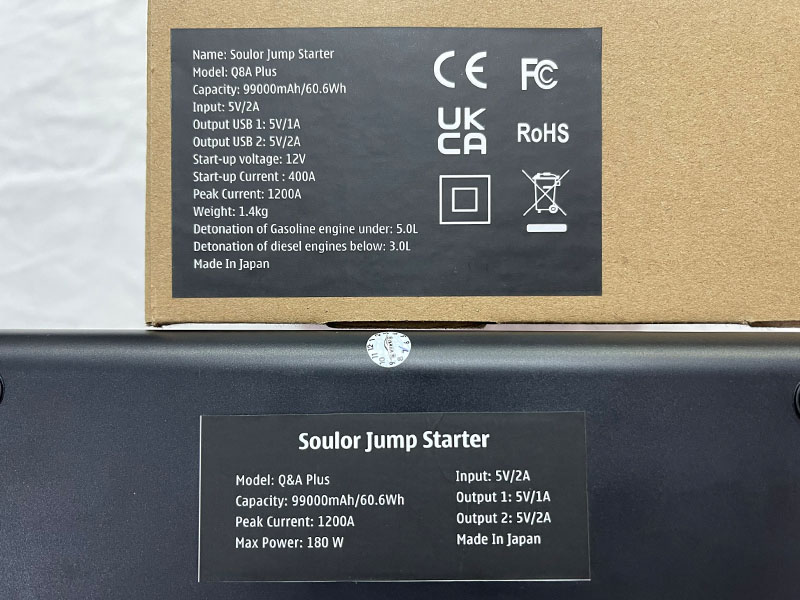 Name: Soulor Jump Starter
Model: Q8A Plus
Capacity: 99000mAh/60.6Wh
Input: 5V/2A
Output USB 1: 5V/1A
Output USB 2: 5V/2A
Start-up voltage: 12V
Start-up Current : 400A
Peak Current: 1200A
Weight: 1.4kg
Detonation of Gasoline engine under: 5.0L
Detonation of diesel engines below: 3.0L
Made In Japan
CE FC
UK
CA
RoHS
Soulor Jump Starter
Model: Q&A Plus
Capacity: 99000mAh/60.6Wh
Peak Current: 1200A
Max Power: 180 W
Input: 5V/2A
Output 1: 5V/1A
Output 2: 5V/2A
Made In Japan